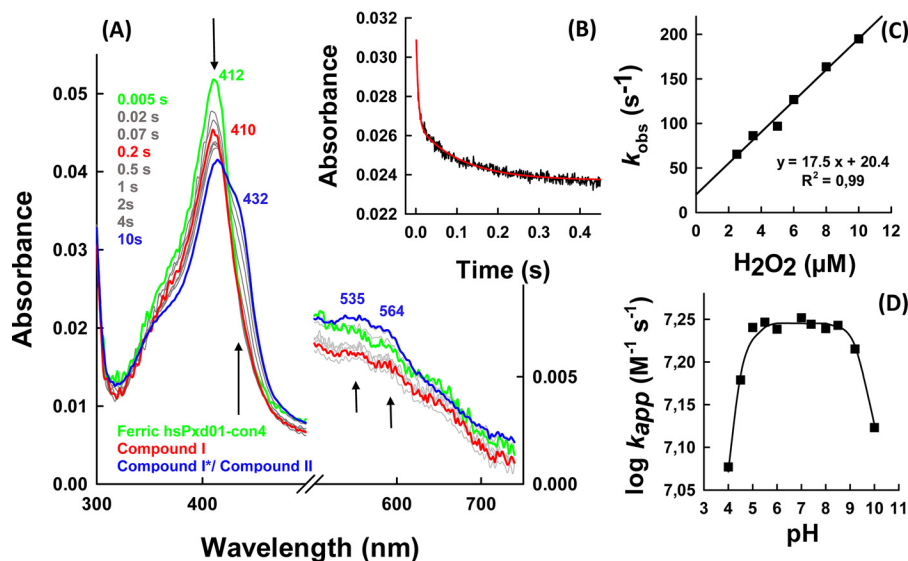 (A)
412
410
432
0.005 s
0.02 s
0.07 s
0.2 s
0.5 s
1 s
2s
4s
10s
Ferric hsPxd01-con4
Compound I
Compound I*/ Compound II
Absorbance
0.05
0.04
0.03
0.02
0.01
0.00
300
400
535
564
0.005
0.000
600
700
Wavelength (nm)
(B)
Absorbance
0.032
0.030
0.028
0.026
0.024
0.022
0.0
0.1
0.2
0.3
0.4
Time (s)
(C)
kobs (s-1)
200
150
100
50
0
y = 17.5 x + 20.4
R2 = 0,99
0
2
4
6
8
10
12
H2O2 (µM)
(D)
log kapp (M-1 s-1)
7,25
7,20
7,15
7,10
7,05
3
4
5
6
7
8
9
10
11
pH